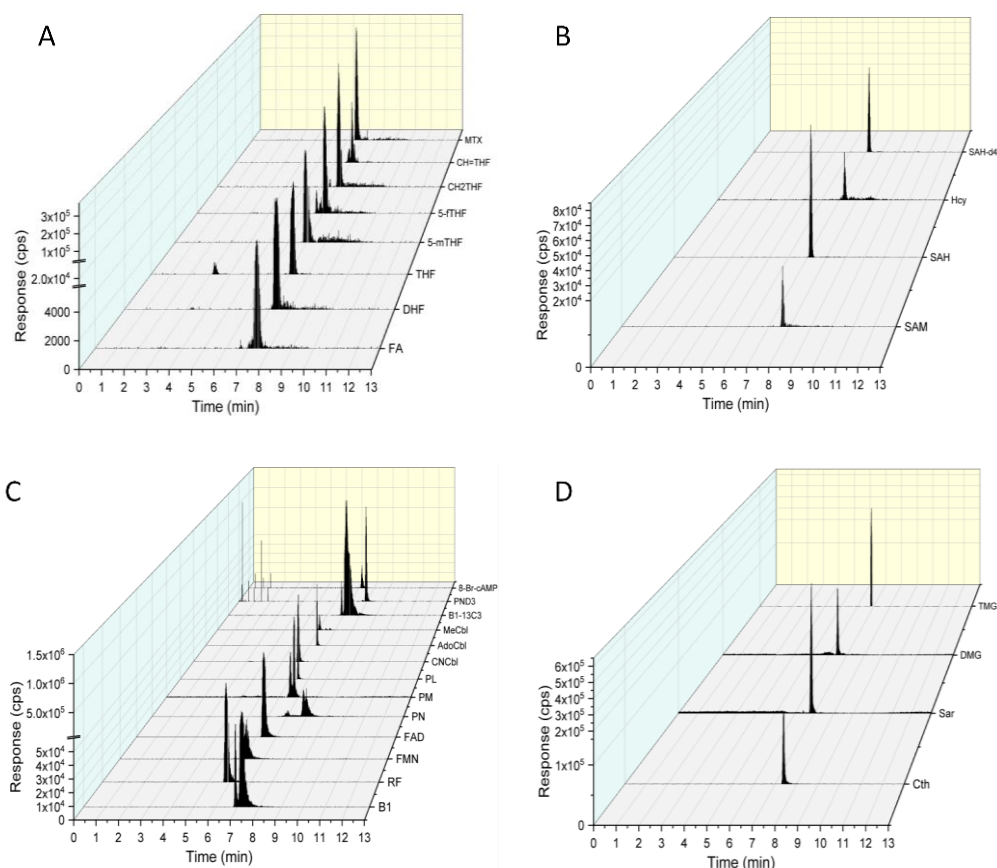 A
MTX
CH=THF
CH2THF
5-fTHF
5-mTHF
THF
DHF
FA
3x10⁵
2x10⁵
1x10⁵
2.0x10⁴
4000
2000
0
Response (cps)
0 1 2 3 4 5 6 7 8 9 10 11 12 13
Time (min)
B
SAH-d4
Hcy
SAH
SAM
8x10⁴
7x10⁴
6x10⁴
5x10⁴
4x10⁴
3x10⁴
2x10⁴
0
Response (cps)
0 1 2 3 4 5 6 7 8 9 10 11 12 13
Time (min)
C
8-Br-cAMP
PND3
B1-13C3
MeCbl
AdoCbl
CNCbl
PL
PM
PN
FAD
FMN
RF
B1
1.5x10⁶
1.0x10⁶
5.0x10⁵
5x10⁴
4x10⁴
3x10⁴
2x10⁴
1x10⁴
0
Response (cps)
0 1 2 3 4 5 6 7 8 9 10 11 12 13
Time (min)
D
TMG
DMG
Sar
Cth
6x10⁵
5x10⁵
4x10⁵
3x10⁵
2x10⁵
1x10⁵
0
Response (cps)
0 1 2 3 4 5 6 7 8 9 10 11 12 13
Time (min)